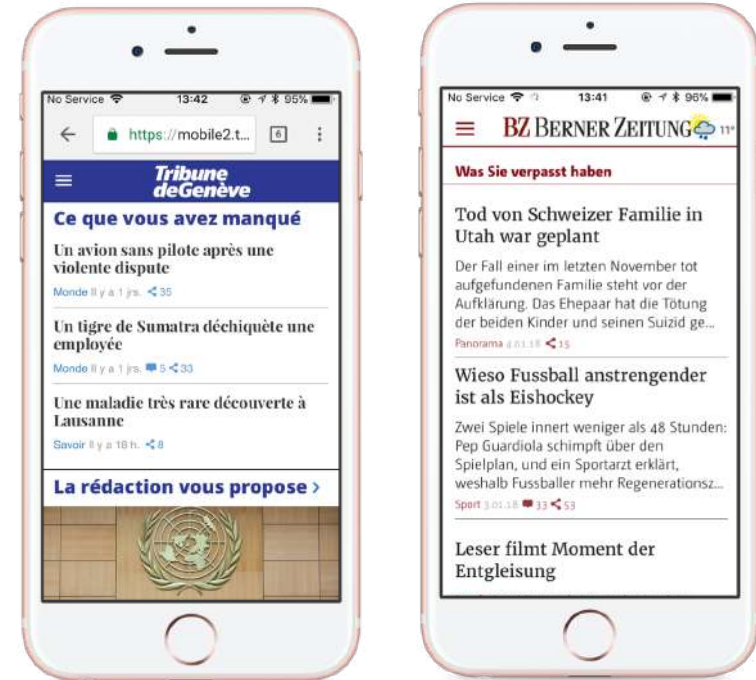 No Service 13:42 95%
https://mobile2.t... 6
Tribune
deGenève
Ce que vous avez manqué
Un avion sans pilote après une
violente dispute
Monde Il y a 1 jrs. 35
Un tigre de Sumatra déchiquète une
employée
Monde Il y a 1 jrs. 5 33
Une maladie très rare découverte à
Lausanne
Savoir Il y a 18 h. 8
La rédaction vous propose >
No Service 13:41 96%
BZ BERNER ZEITUNG 11°
Was Sie verpasst haben
Tod von Schweizer Familie in
Utah war geplant
Der Fall einer im letzten November tot
aufgefundenen Familie steht vor der
Aufklärung. Das Ehepaar hat die Tötung
der beiden Kinder und seinen Suizid ge...
Panorama 4.01.18 15
Wieso Fussball anstrengender
ist als Eishockey
Zwei Spiele innert weniger als 48 Stunden:
Pep Guardiola schimpft über den
Spielplan, und ein Sportarzt erklärt,
weshalb Fussballer mehr Regenerationsz...
Sport 3.01.18 33 53
Leser filmt Moment der
Entgleisung